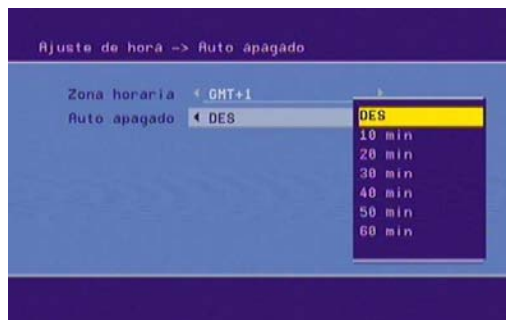 Ajuste de hora -> Auto apagado
Zona horaria GMT+1
Auto apagado DES
DES
10 min
20 min
30 min
40 min
50 min
60 min